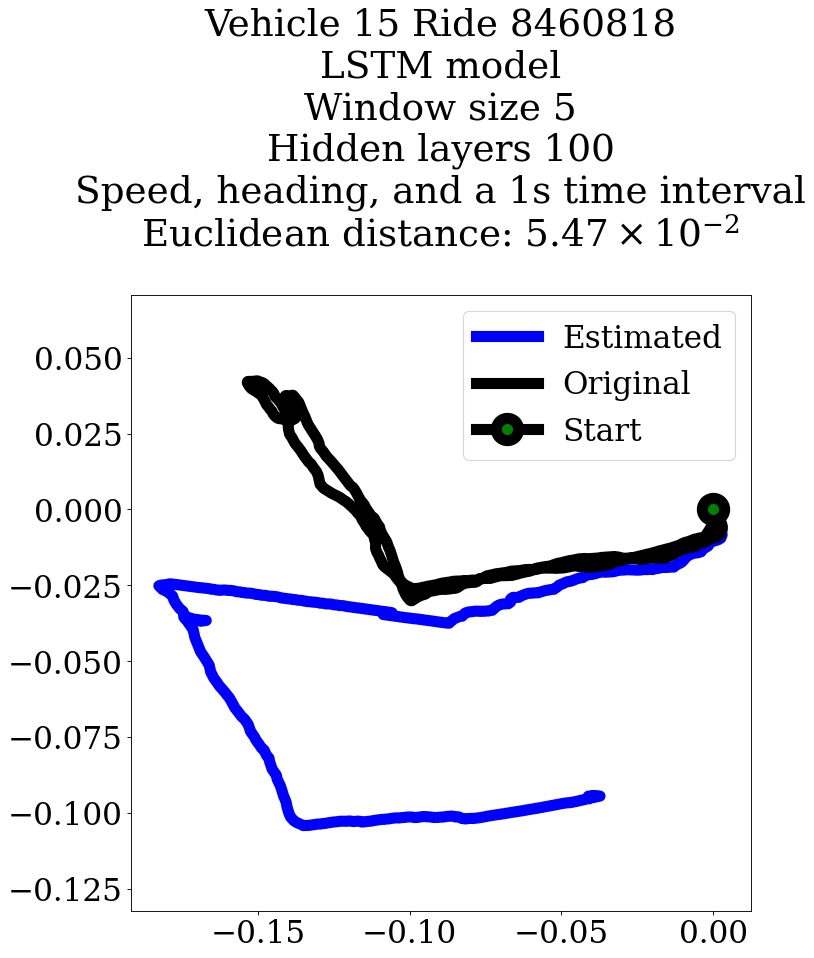 Vehicle 15 Ride 8460818
LSTM model
Window size 5
Hidden layers 100
Speed, heading, and a 1s time interval
Euclidean distance: 5.47 × 10⁻²
Estimated
Original
Start
0.050
0.025
0.000
−0.025
−0.050
−0.075
−0.100
−0.125
−0.15 −0.10 −0.05 0.00